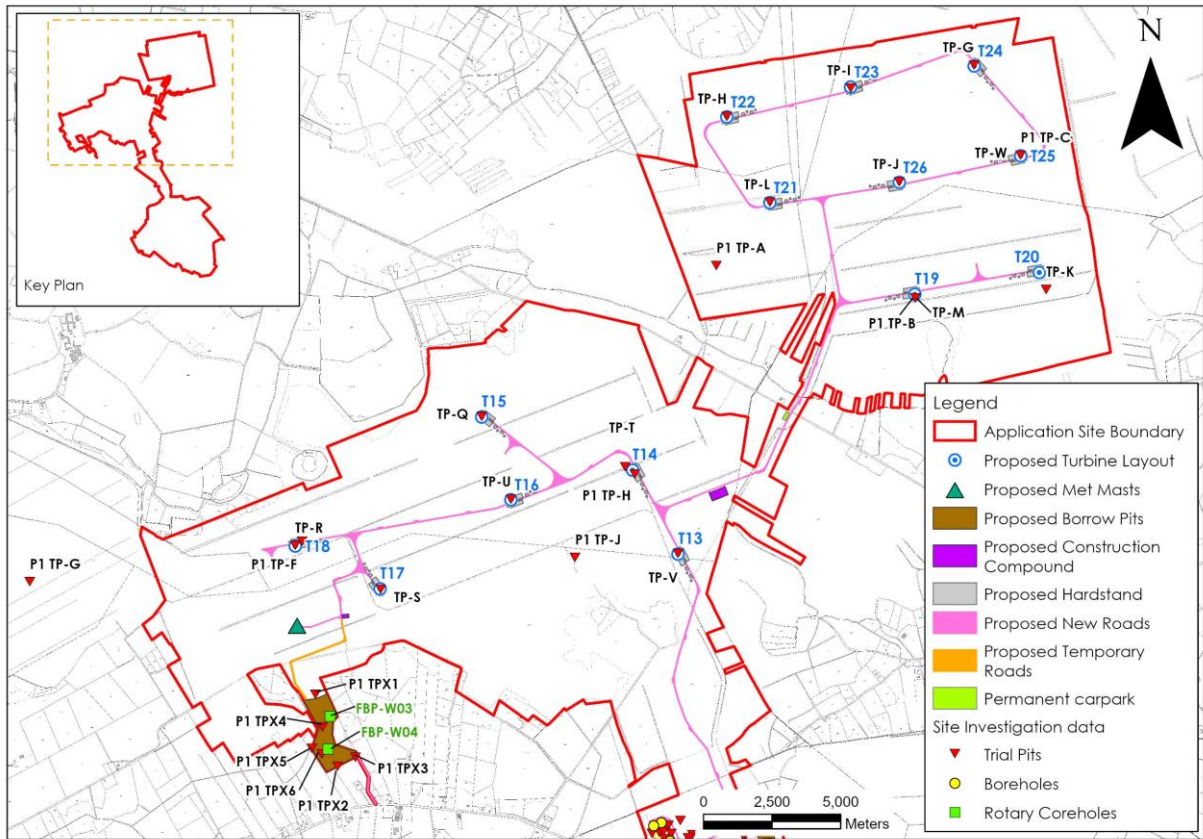 Key Plan
N
TP-G
T24
TP-I
T23
TP-H
T22
P1 TP-C
TP-W
T25
TP-J
T26
TP-L
T21
P1 TP-A
T20
TP-K
T19
P1 TP-B
TP-M
T15
TP-Q
TP-T
T14
TP-U
T16
P1 TP-H
TP-R
T18
P1 TP-F
P1 TP-J
T13
P1 TP-G
T17
TP-V
TP-S
P1 TPX1
FBP-W03
P1 TPX4
FBP-W04
P1 TPX5
P1 TPX3
P1 TPX6
P1 TPX2
Legend
Application Site Boundary
Proposed Turbine Layout
Proposed Met Masts
Proposed Borrow Pits
Proposed Construction
Compound
Proposed Hardstand
Proposed New Roads
Proposed Temporary
Roads
Permanent carpark
Site Investigation data
Trial Pits
Boreholes
Rotary Coreholes
0 2,500 5,000
Meters